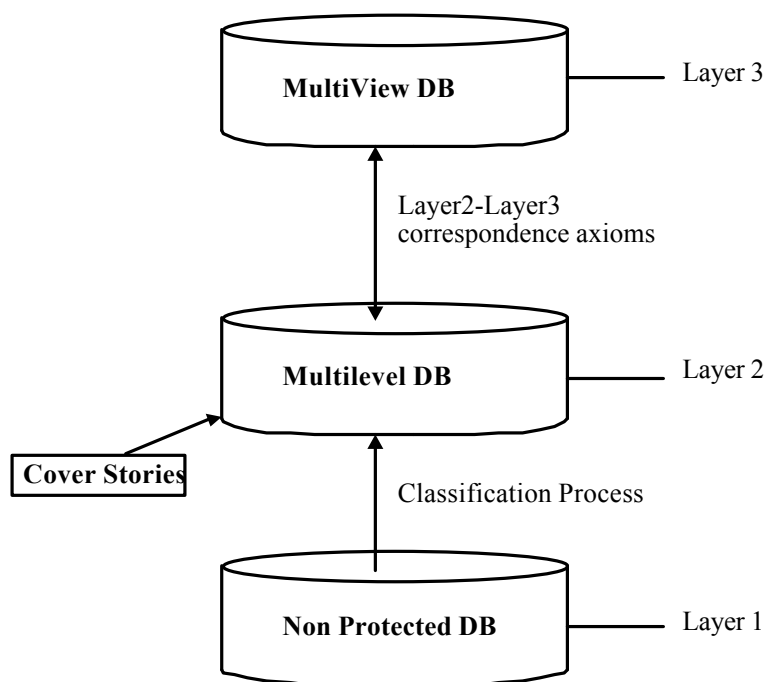 MultiView DB
Layer 3
Layer2-Layer3
correspondence axioms
Multilevel DB
Layer 2
Cover Stories
Classification Process
Non Protected DB
Layer 1